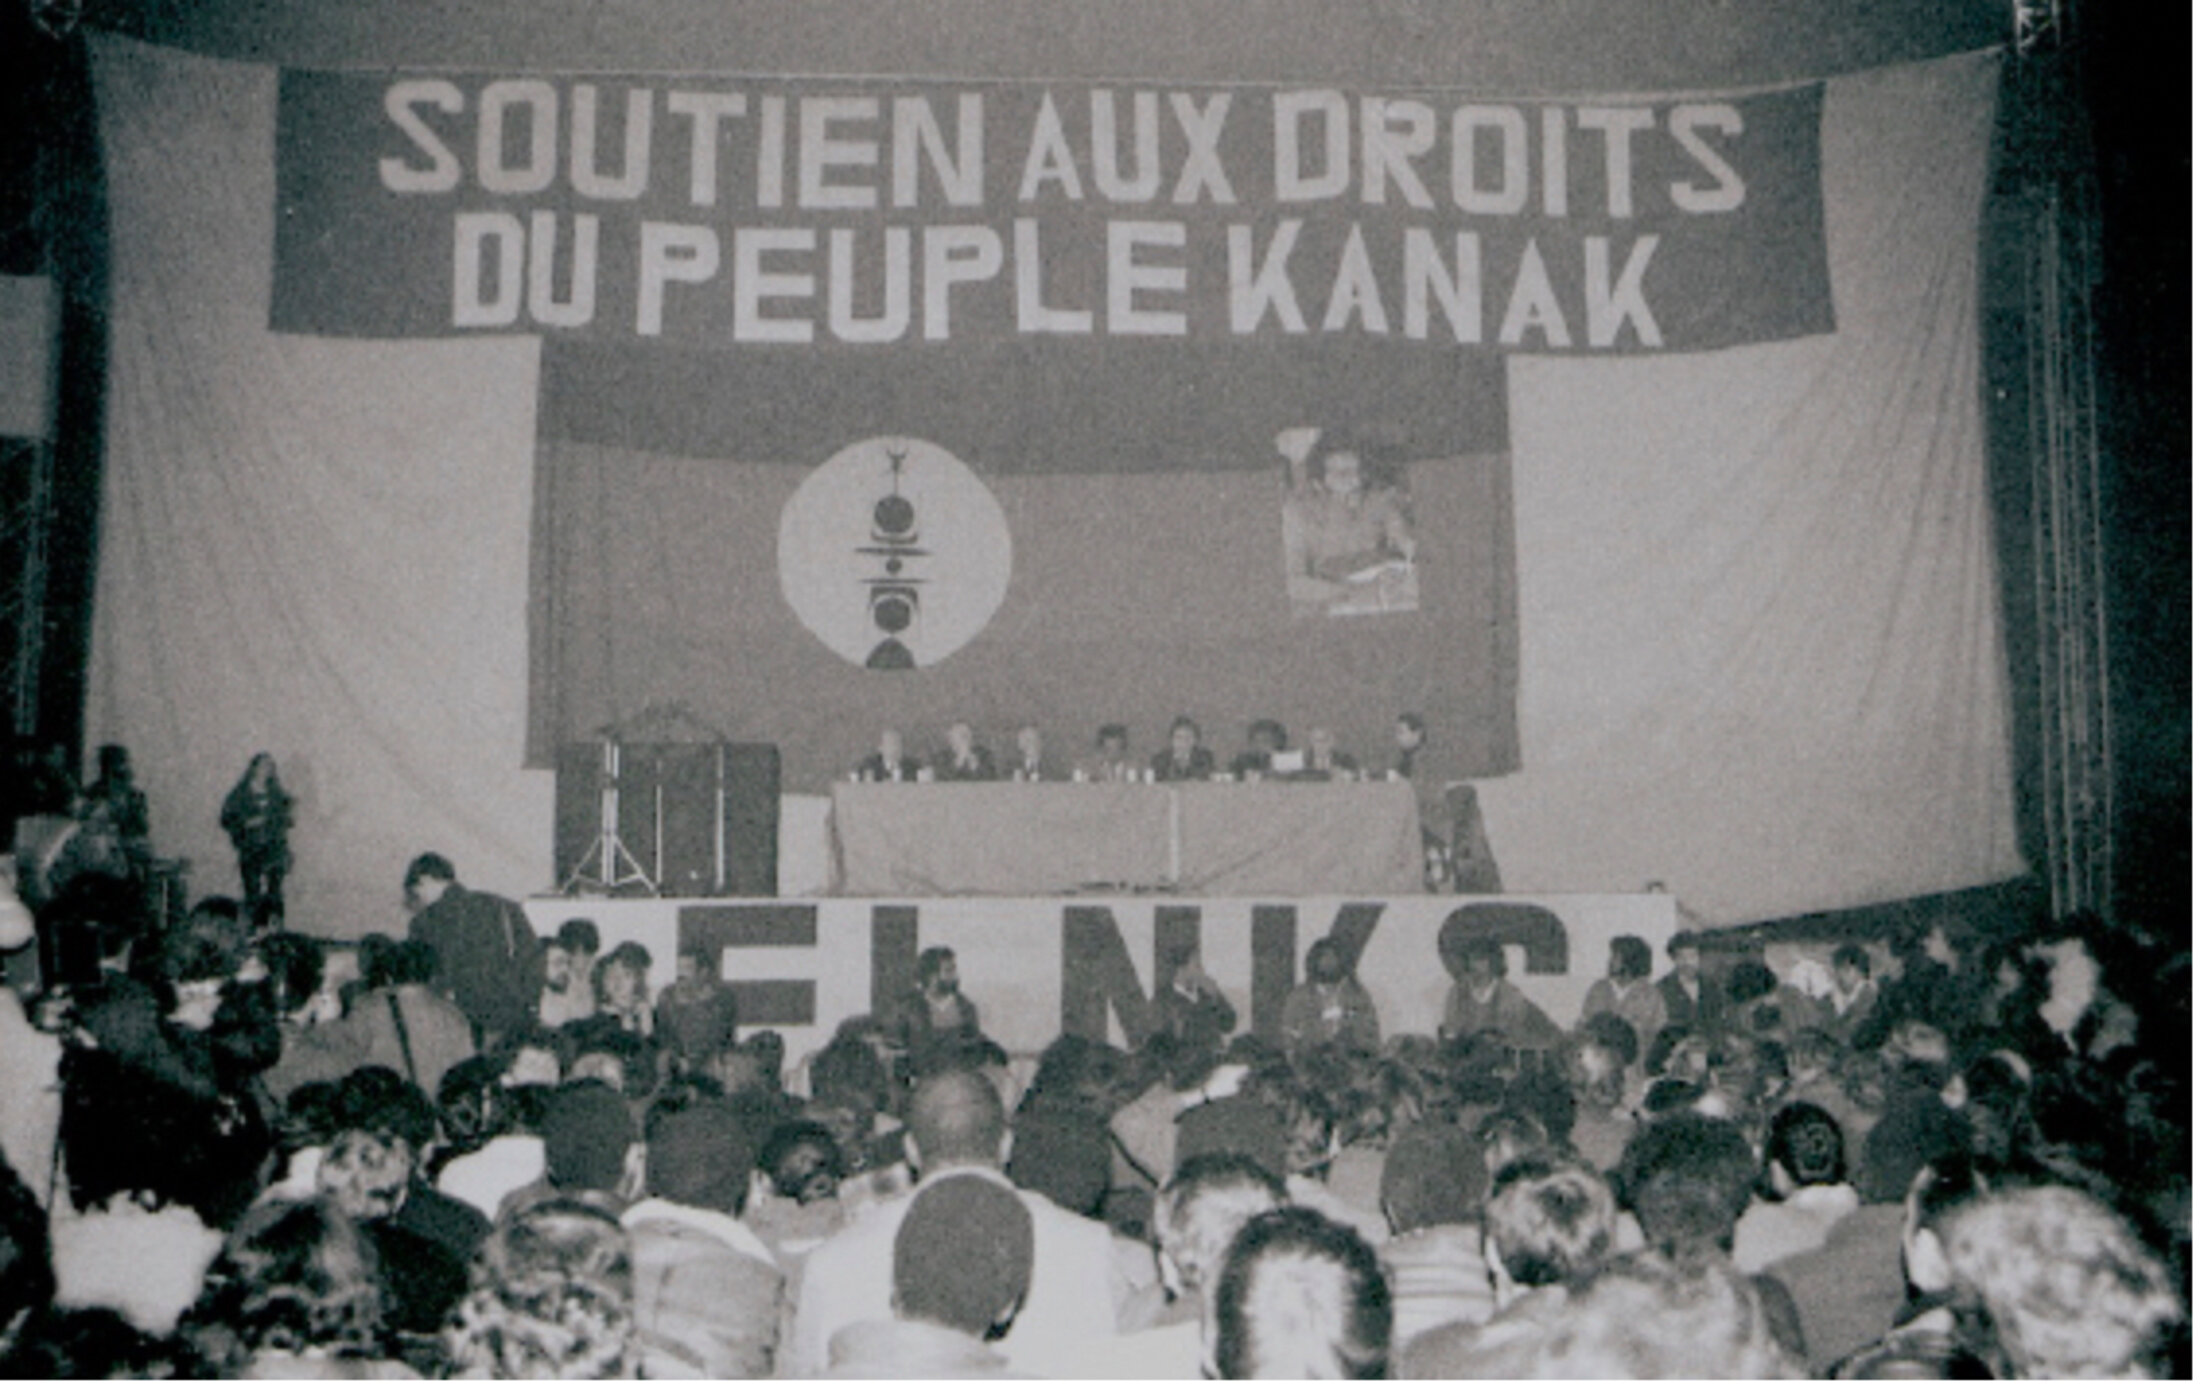 SOUTIEN AUX DROITS
DU PEUPLE KANAK
FLNKS